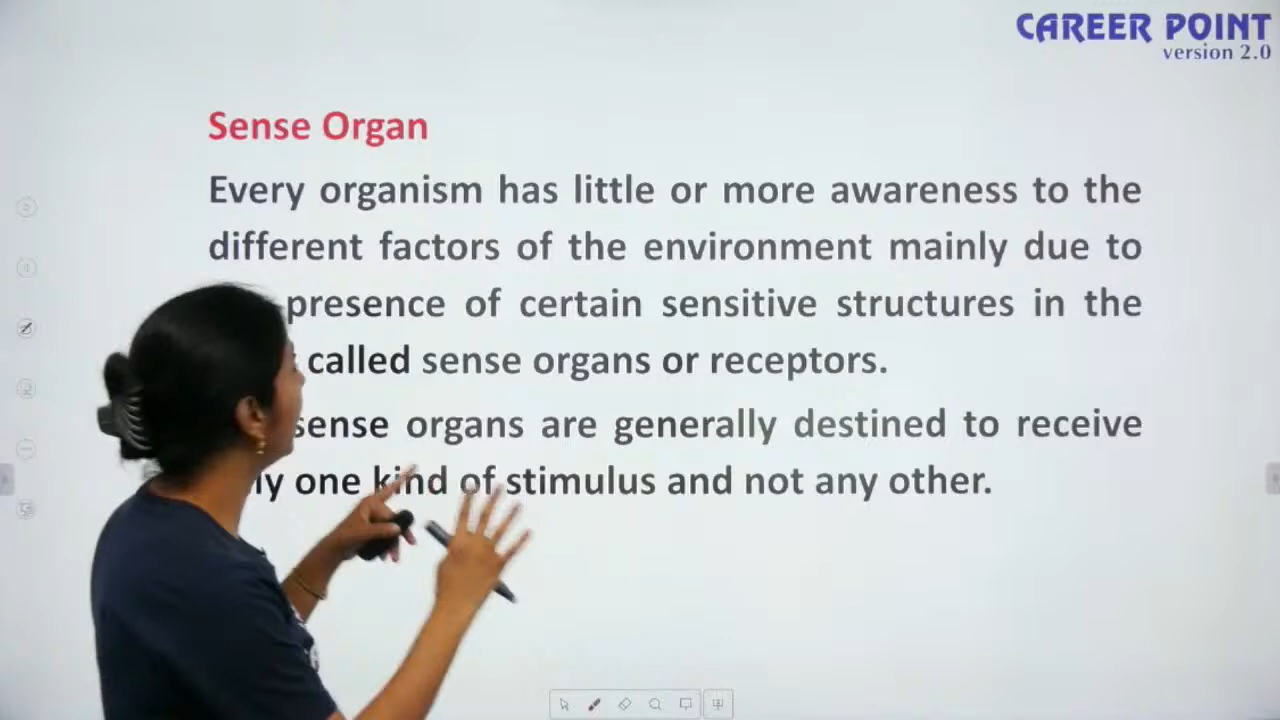 CAREER POINT
version 2.0
Sense Organ
Every organism has little or more awareness to the
different factors of the environment mainly due to
presence of certain sensitive structures in the
called sense organs or receptors.
sense organs are generally destined to receive
one kind of stimulus and not any other.